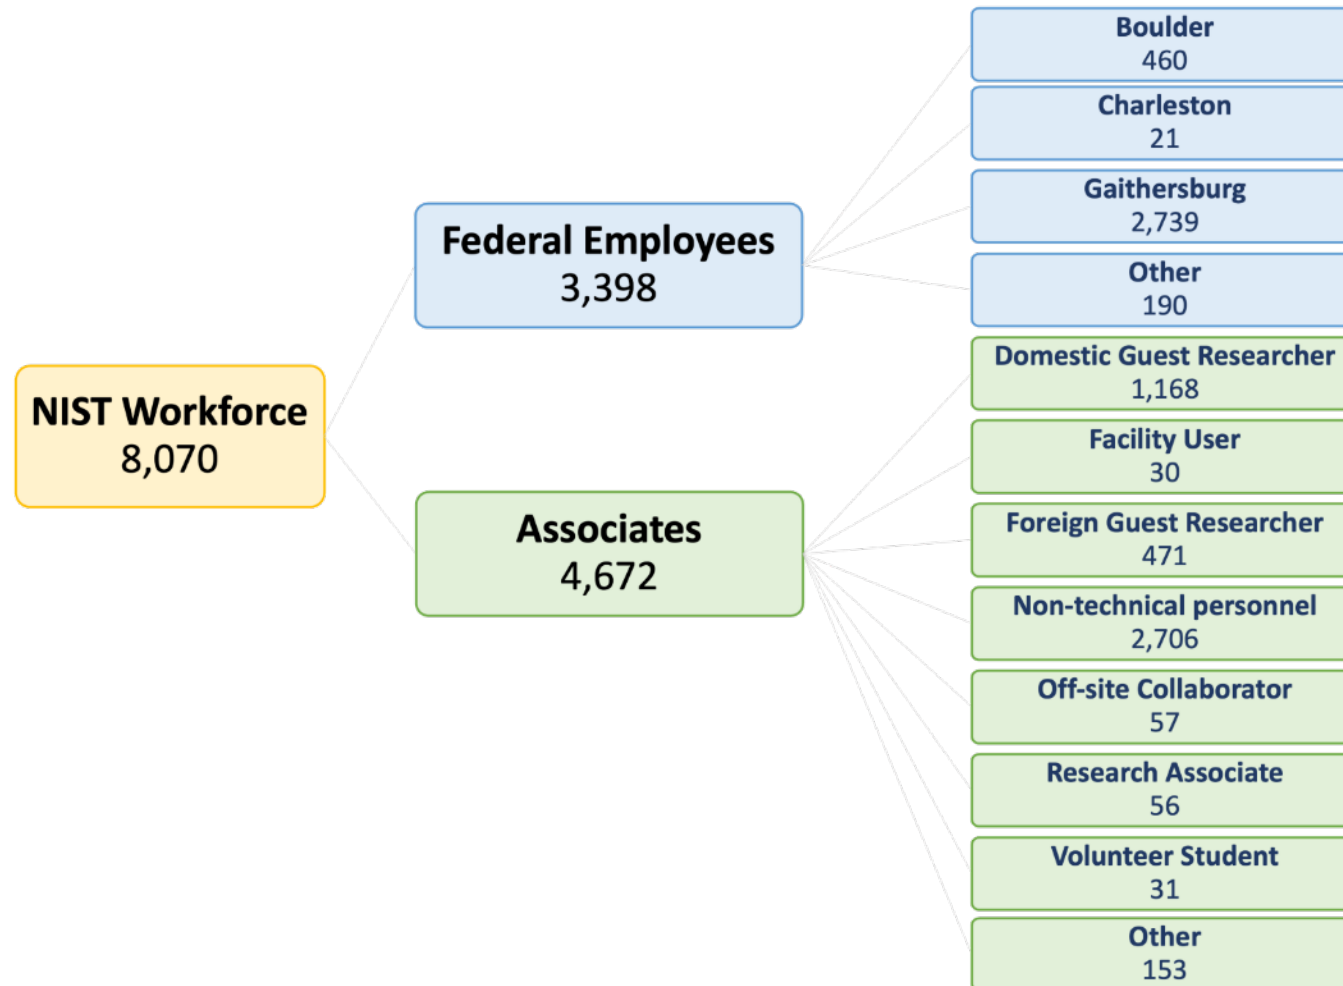 NIST Workforce
8,070
Federal Employees
3,398
Associates
4,672
Boulder
460
Charleston
21
Gaithersburg
2,739
Other
190
Domestic Guest Researcher
1,168
Facility User
30
Foreign Guest Researcher
471
Non-technical personnel
2,706
Off-site Collaborator
57
Research Associate
56
Volunteer Student
31
Other
153